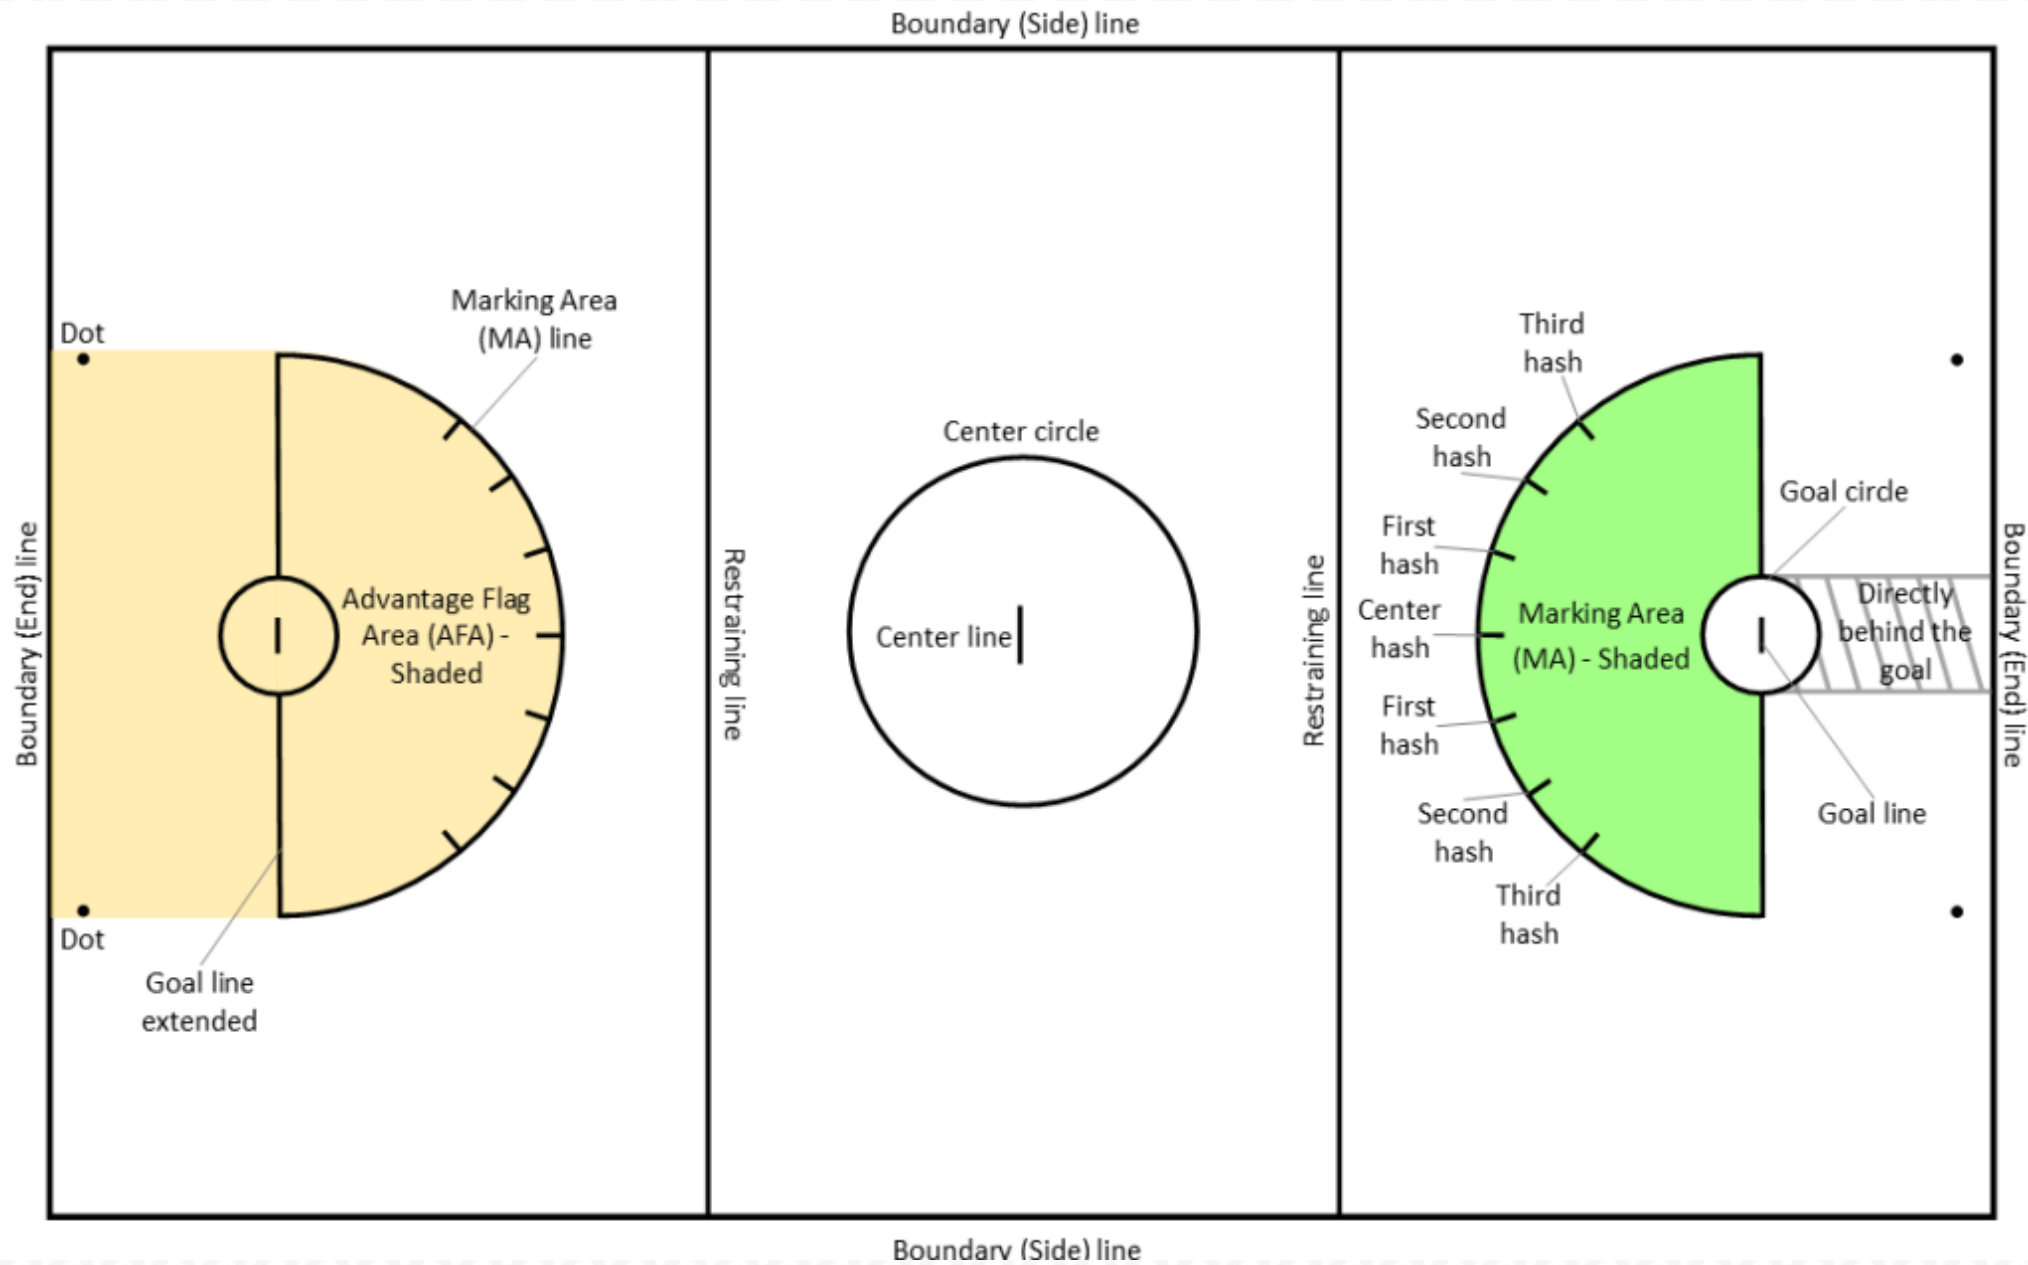 Boundary (Side) line
Boundary (End) line
Dot
Marking Area
(MA) line
Advantage Flag
Area (AFA) -
Shaded
Dot
Goal line
extended
Restraining line
Center circle
Center line
Restraining line
Third
hash
Second
hash
First
hash
Center
hash
First
hash
Second
hash
Third
hash
Marking Area
(MA) - Shaded
Goal circle
Directly
behind the
goal
Goal line
Boundary (End) line
Boundary (Side) line